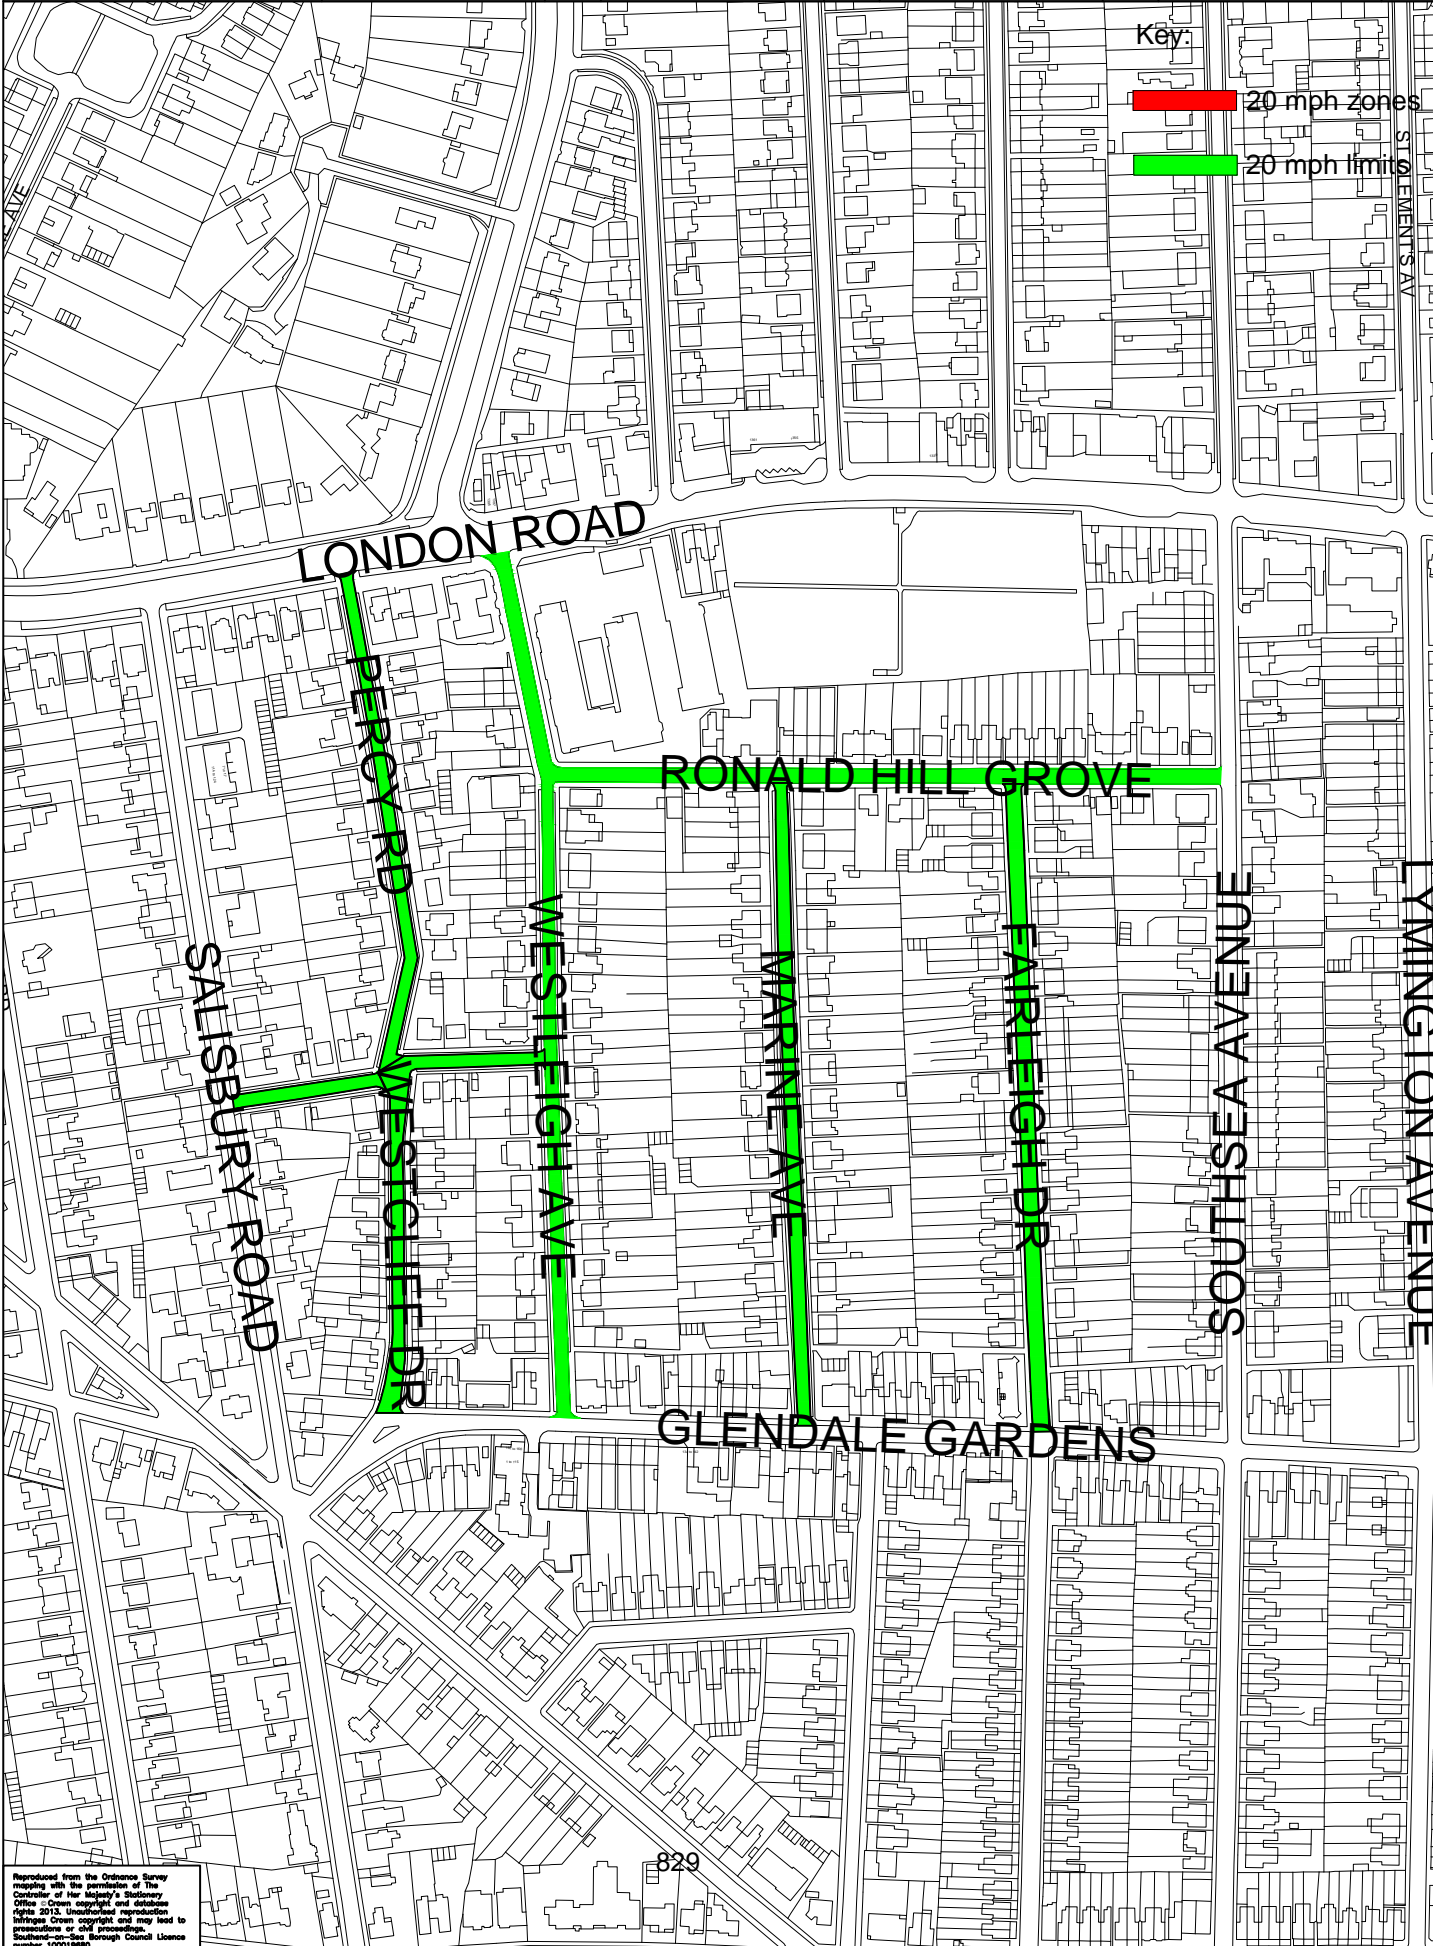 Key:
20 mph zones
20 mph limits
AVE
LONDON ROAD
PERCY RD
RONALD HILL GROVE
SALISBURY ROAD
WESTCLIFF DR
WESTLEIGH AVE
MARINE AVE
FAIRLEIGH DR
SOUTHSEA AVENUE
LYMINGTON AVENUE
GLENDALE GARDENS
829
Reproduced from the Ordnance Survey
mapping with the permission of The
Controller of Her Majesty's Stationery
Office © Crown copyright and database
rights 2013. Unauthorised reproduction
infringes Crown copyright and may lead to
prosecutions or civil proceedings.
Southend-on-Sea Borough Council Licence
number 100019680